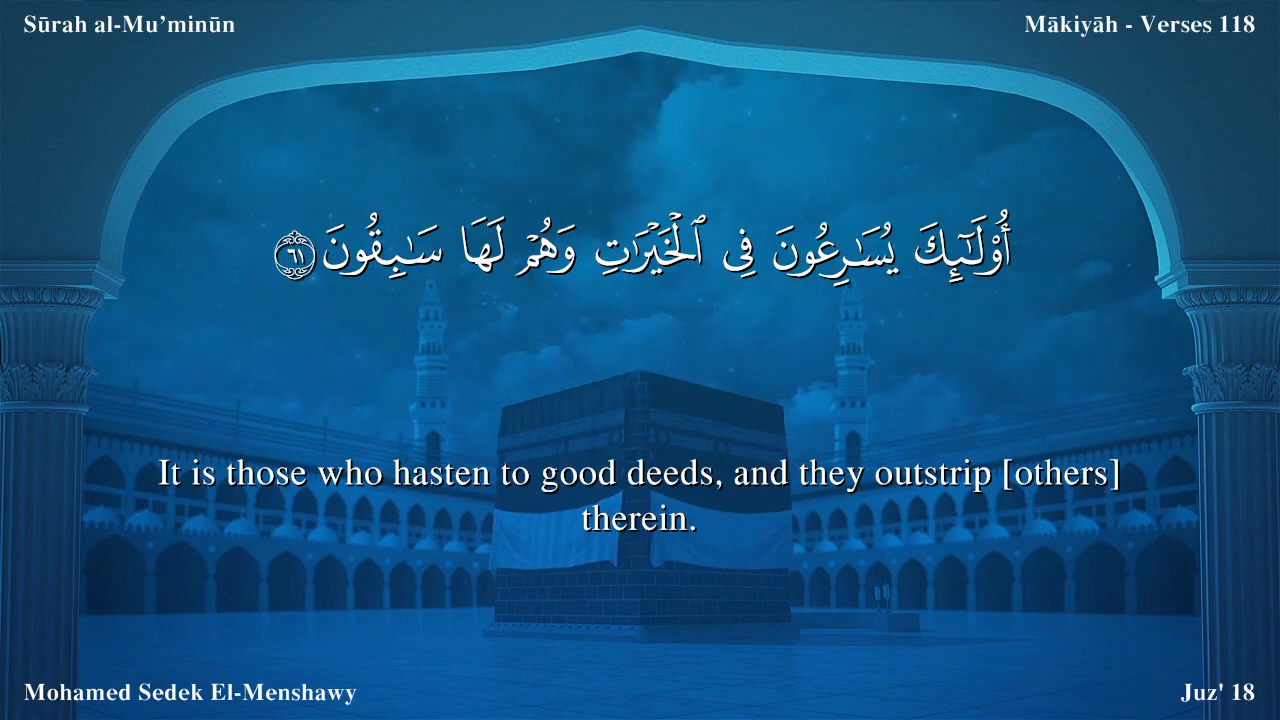 Sūrah al-Mu’minūn
Mākiyāh - Verses 118
أُو۟لَـٰٓئِكَ يُسَـٰرِعُونَ فِى ٱلْخَيْرَٰتِ وَهُمْ لَهَا سَـٰبِقُونَ ٦١
It is those who hasten to good deeds, and they outstrip [others]
therein.
Mohamed Sedek El-Menshawy
Juz' 18